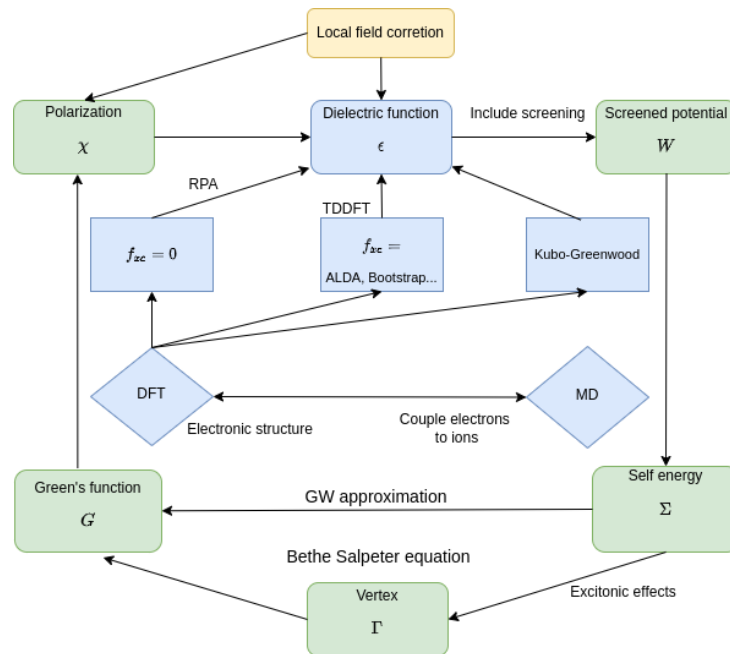 Local field corretion
Polarization
χ
Dielectric function
ϵ
Include screening
Screened potential
W
RPA
TDDFT
f_xc = 0
f_xc =
ALDA, Bootstrap...
Kubo-Greenwood
DFT
MD
Electronic structure
Couple electrons
to ions
Green's function
G
GW approximation
Self energy
Σ
Bethe Salpeter equation
Excitonic effects
Vertex
Γ